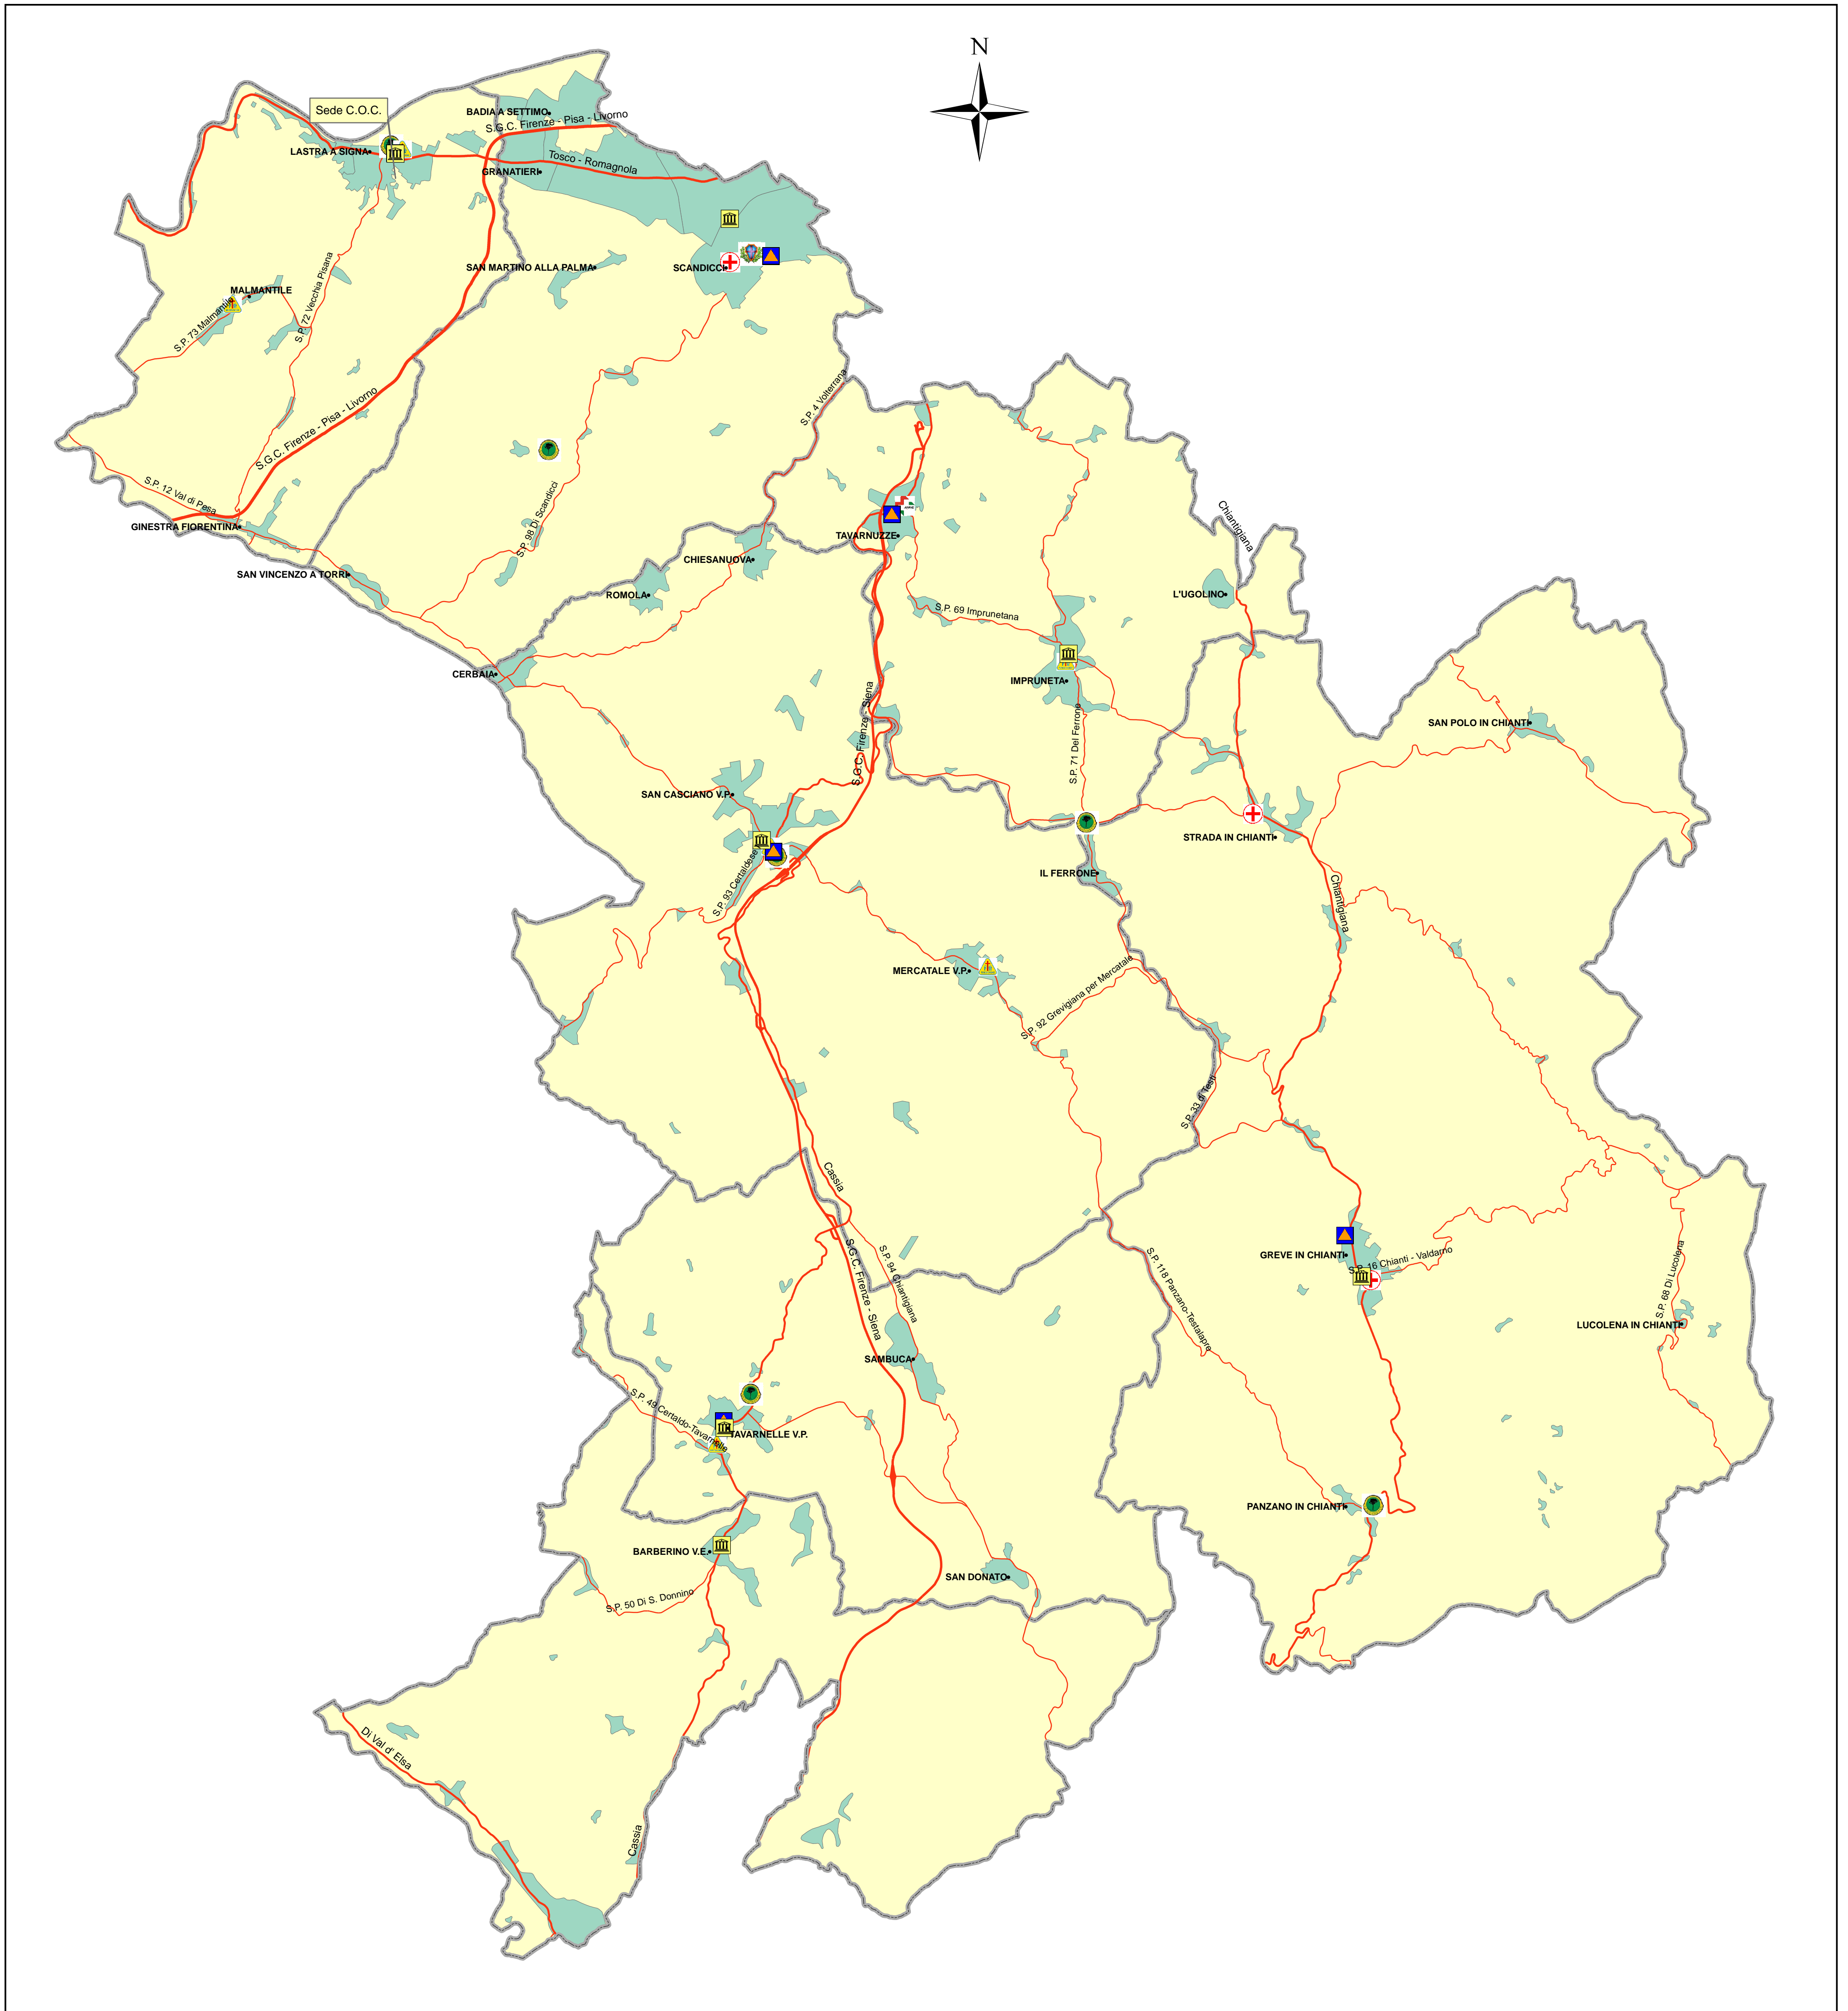 N
Sede C.O.C.
BADIA A SETTIMO
S.G.C. Firenze - Pisa - Livorno
LASTRA A SIGNA
Tosco - Romagnola
GRANATIERI
SAN MARTINO ALLA PALMA
SCANDICCI
MALMANTILE
S.P. 73 Malmantile
S.P. 72 Vecchia Pisana
S.G.C. Firenze - Pisa - Livorno
S.P. 4 Volterrana
S.P. 12 Val di Pesa
GINESTRA FIORENTINA
S.P. 98 Di Scandicci
TAVARNUZZE
Chiantigiana
CHIESANUOVA
SAN VINCENZO A TORRI
ROMOLA
L'UGOLINO
S.P. 69 Imprunetana
CERBAIA
IMPRUNETA
S.G.C. Firenze - Siena
S.P. 71 Del Ferrone
SAN POLO IN CHIANTI
SAN CASCIANO V.P.
STRADA IN CHIANTI
IL FERRONE
S.P. 93 Certaldese
Chiantigiana
MERCATALE V.P.
S.P. 92 Grevigiana per Mercatale
S.P. 33 di Testi
Cassia
S.G.C. Firenze - Siena
S.P. 94 Chiantigiana
S.P. 118 Panzano-Testalapre
GREVE IN CHIANTI
S.P. 16 Chianti - Valdarno
S.P. 68 Di Lucolena
LUCOLENA IN CHIANTI
SAMBUCA
S.P. 49 Certaldo-Tavarnelle
TAVARNELLE V.P.
PANZANO IN CHIANTI
BARBERINO V.E.
SAN DONATO
S.P. 50 Di S. Donnino
Di Val d' Elsa
Cassia